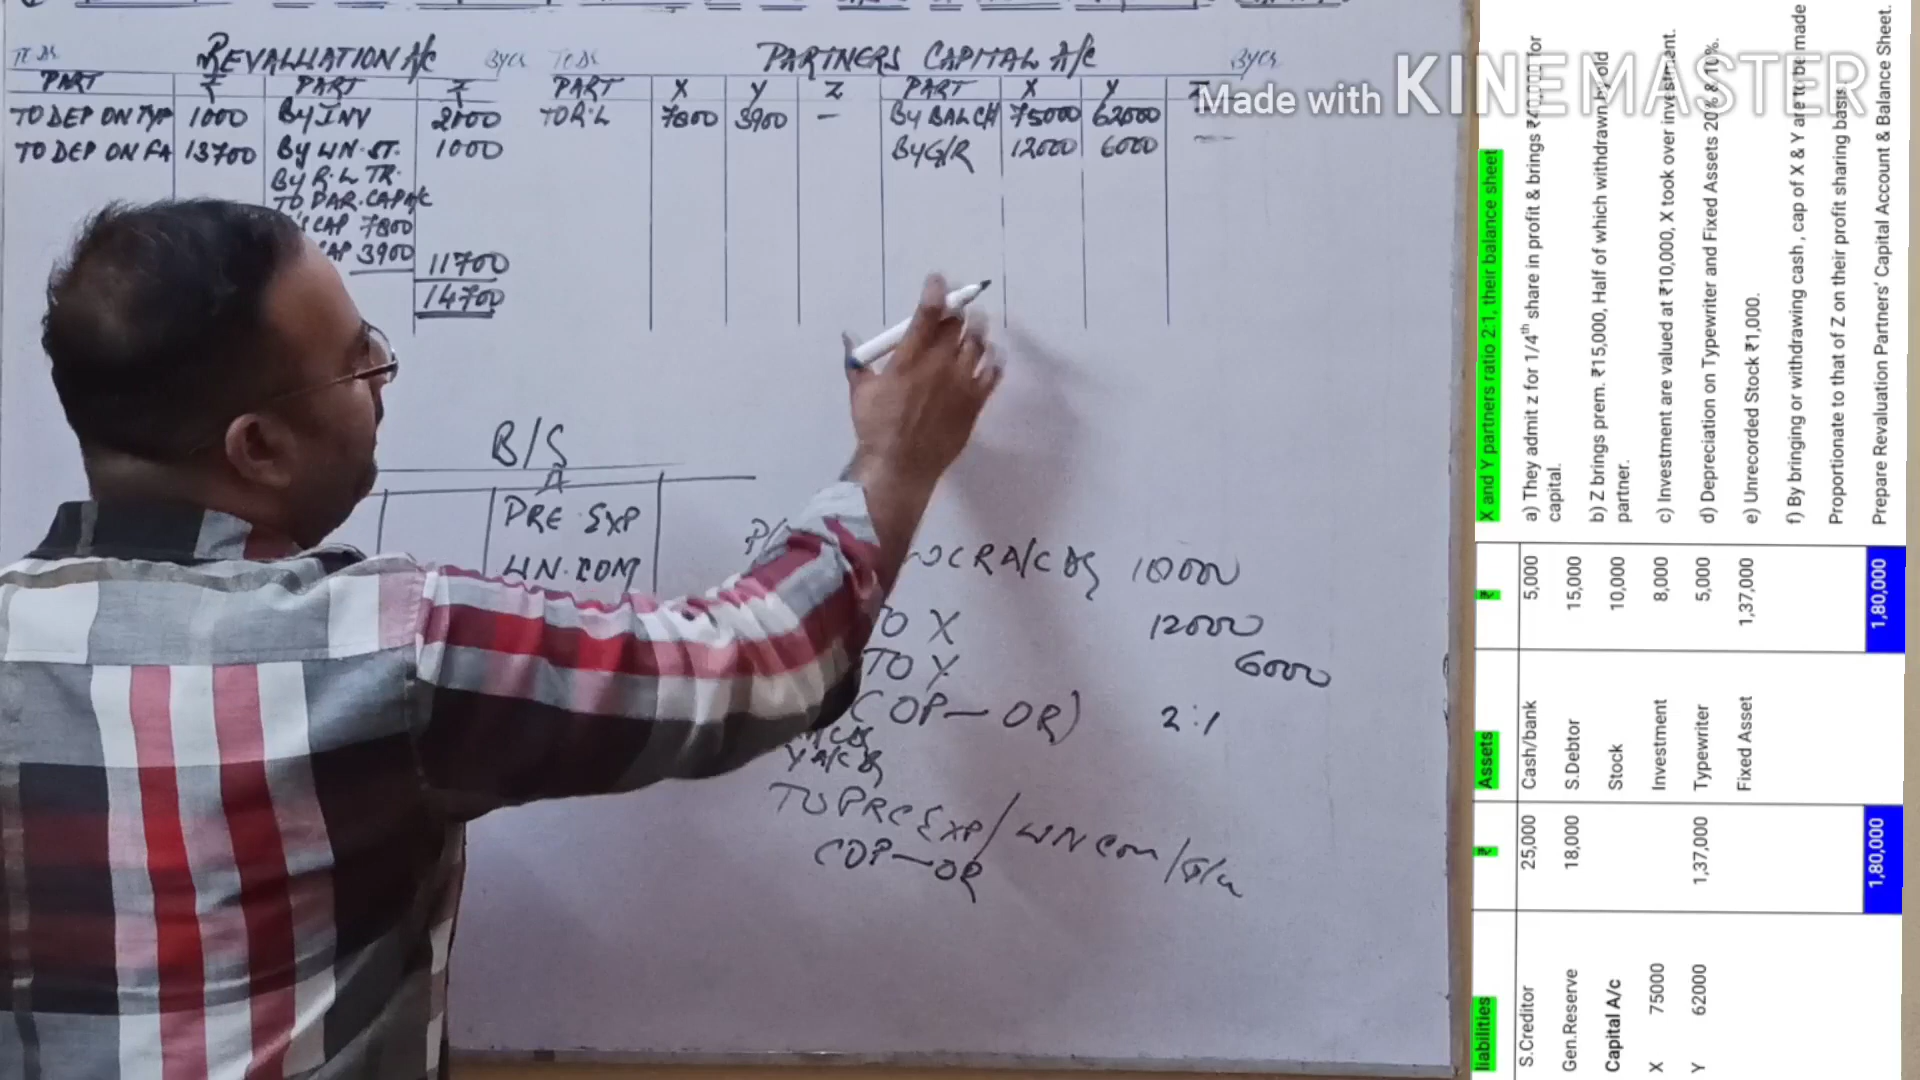 REVALUATION A/C
PARTNERS CAPITAL A/C
PART ₹ PART ₹
TO DEP ON TYP 1000 By INV 2000
TO DEP ON FA 13700 By UN. ST. 1000
By R.L TR.
TO PAR. CAP A/C
CAP 7800
CAP 3900 11700
14700
PART X Y Z PART X Y
TO R.L 7800 3900 - By BAL 75000 62000
By G/R 12000 6000
B/S
A
PRE. EXP
UN. COM
A/C
TO X 12000
TO Y 6000
(OP - OR) 2:1
Y A/C
TO PRE EXP/ UN COM/
OP - OR
Made with KINEMASTER
X and Y partners ratio 2:1, their balance sheet
a) They admit z for 1/4th share in profit & brings ₹40,000 for
capital.
b) Z brings prem. ₹15,000, Half of which withdrawn by old
partner.
c) Investment are valued at ₹10,000, X took over investment.
d) Depreciation on Typewriter and Fixed Assets 20% & 10%.
e) Unrecorded Stock ₹1,000.
f) By bringing or withdrawing cash , cap of X & Y are to be made
Proportionate to that of Z on their profit sharing basis.
Prepare Revaluation Partners' Capital Account & Balance Sheet.
liabilities ₹ Assets ₹
S.Creditor 25,000 Cash/bank 5,000
Gen.Reserve 18,000 S.Debtor 15,000
Capital A/c Stock 10,000
X 75000 Investment 8,000
Y 62000 1,37,000 Typewriter 5,000
Fixed Asset 1,37,000
1,80,000 1,80,000